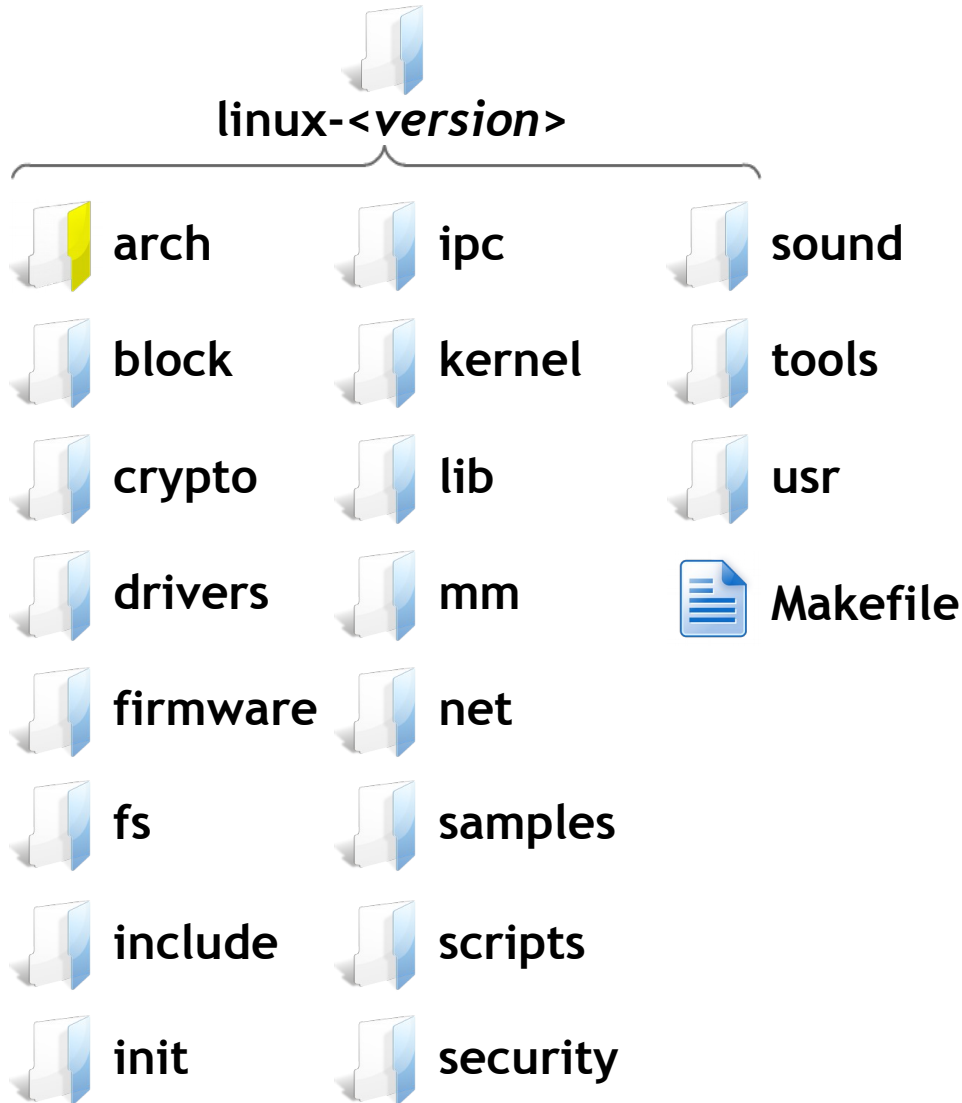 linux-<version>
arch
block
crypto
drivers
firmware
fs
include
init
ipc
kernel
lib
mm
net
samples
scripts
security
sound
tools
usr
Makefile